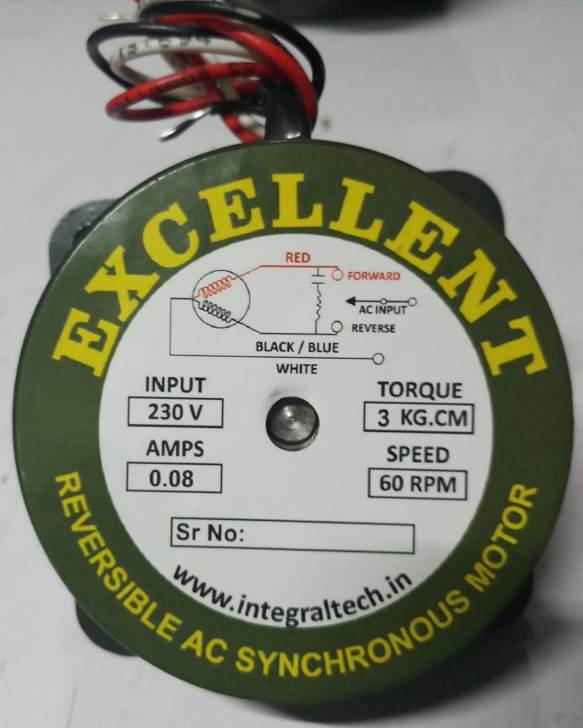 EXCELLENT
RED
FORWARD
AC INPUT
REVERSE
BLACK / BLUE
WHITE
INPUT
230 V
TORQUE
3 KG.CM
AMPS
0.08
SPEED
60 RPM
Sr No:
www.integraltech.in
REVERSIBLE AC SYNCHRONOUS MOTOR